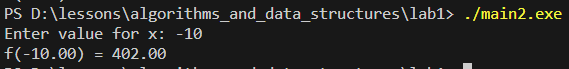 PS D:\lessons\algorithms_and_data_structures\lab1> ./main2.exe
Enter value for x: -10
f(-10.00) = 402.00